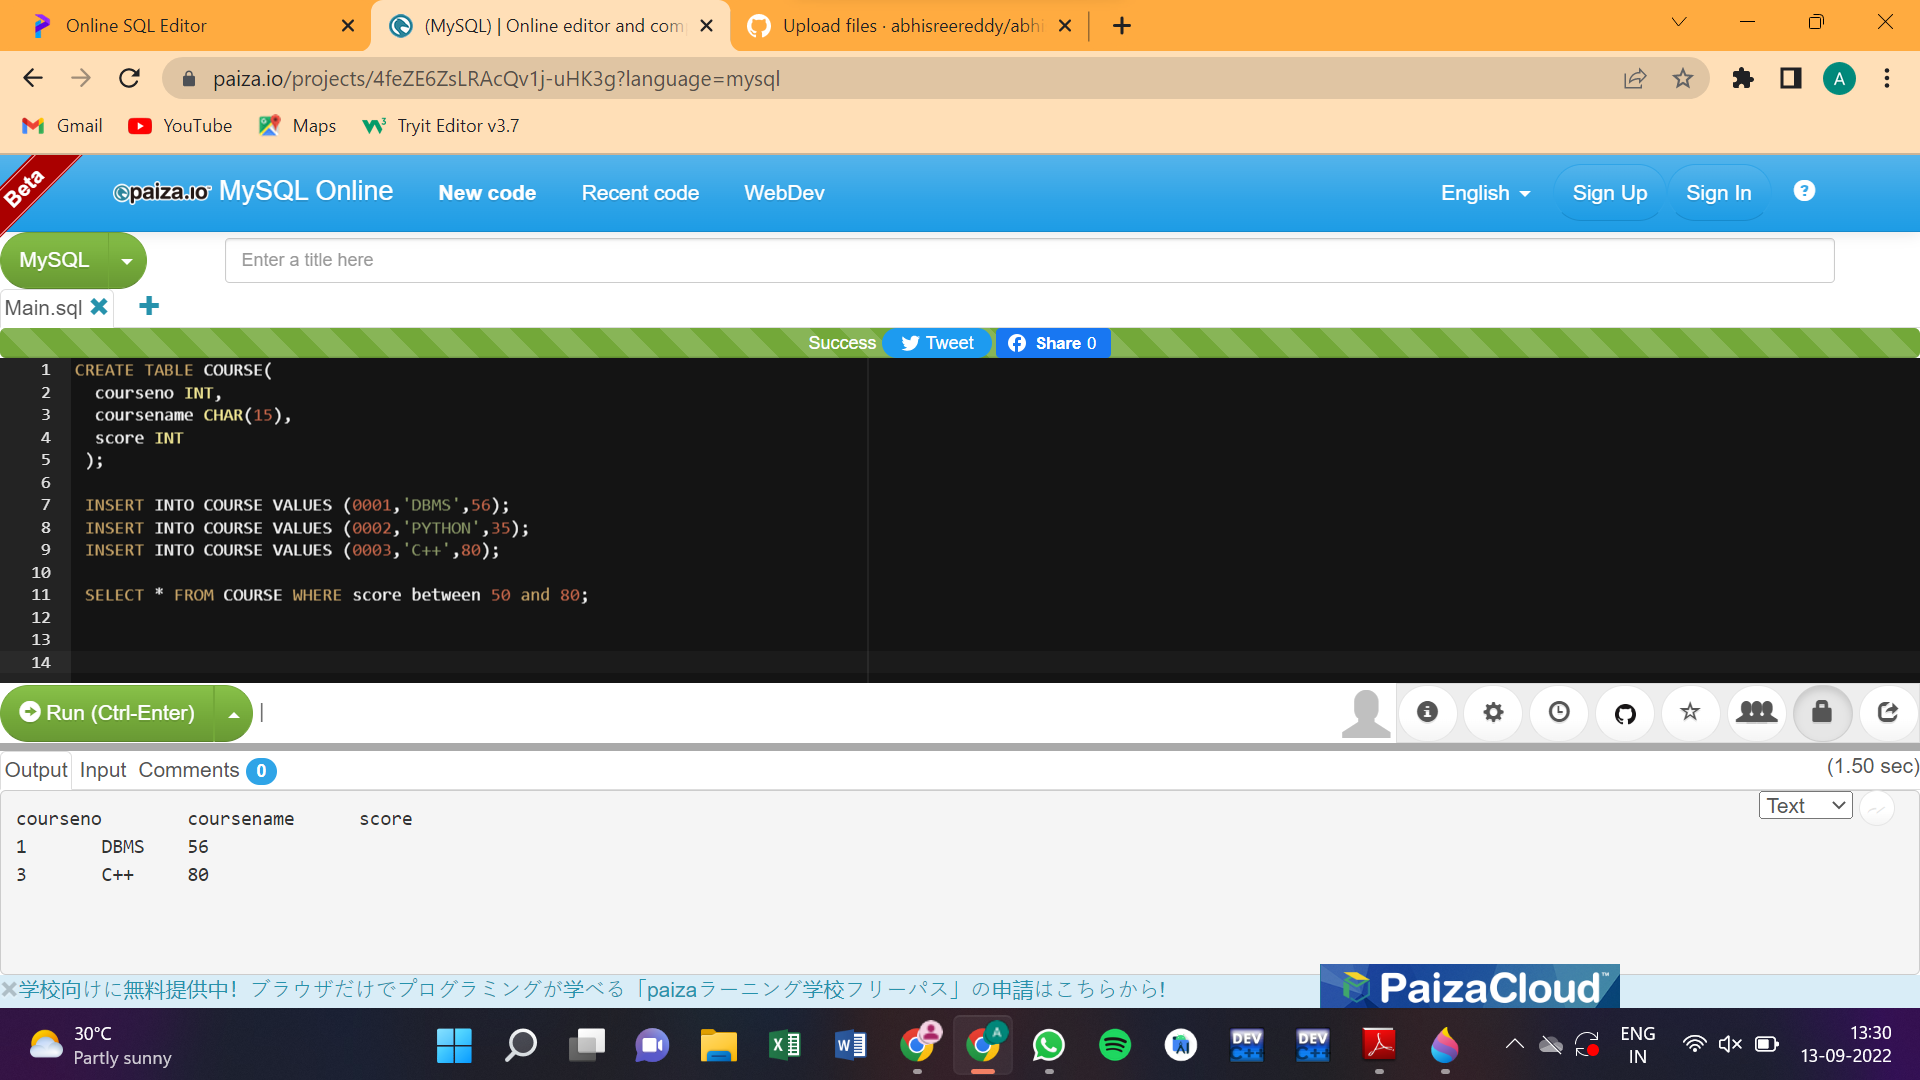 Online SQL Editor
(MySQL) | Online editor and com
Upload files · abhisreereddy/abhi
paiza.io/projects/4feZE6ZsLRAcQv1j-uHK3g?language=mysql
A
Gmail
YouTube
Maps
Tryit Editor v3.7
Beta
paiza.IO MySQL Online
New code
Recent code
WebDev
English
Sign Up
Sign In
MySQL
Enter a title here
Main.sql
Success
Tweet
Share 0
1 CREATE TABLE COURSE(
2 courseno INT,
3 coursename CHAR(15),
4 score INT
5 );
6
7 INSERT INTO COURSE VALUES (0001,'DBMS',56);
8 INSERT INTO COURSE VALUES (0002,'PYTHON',35);
9 INSERT INTO COURSE VALUES (0003,'C++',80);
10
11 SELECT * FROM COURSE WHERE score between 50 and 80;
12
13
14
Run (Ctrl-Enter)
Output Input Comments 0
(1.50 sec)
Text
courseno coursename score
1 DBMS 56
3 C++ 80
学校向けに無料提供中！ブラウザだけでプログラミングが学べる「paizaラーニング学校フリーパス」の申請はこちらから!
PaizaCloud™
30°C
Partly sunny
A
DEV C++
DEV C++
ENG
IN
13:30
13-09-2022